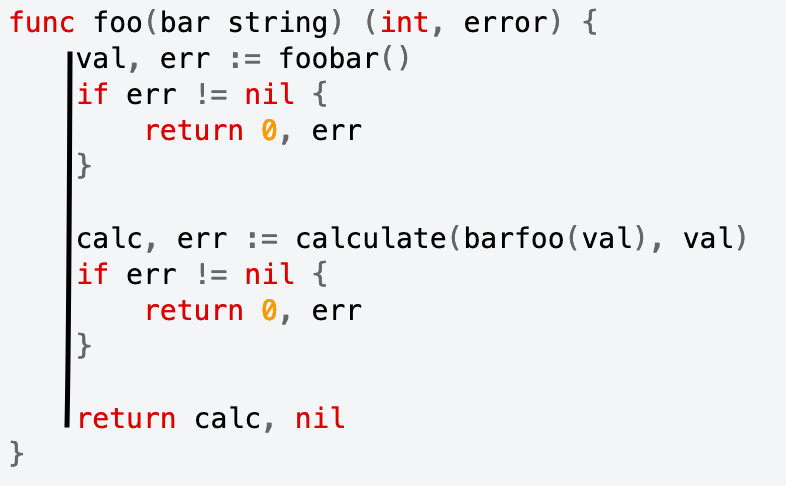 func foo(bar string) (int, error) {
    val, err := foobar()
    if err != nil {
        return 0, err
    }
    calc, err := calculate(barfoo(val), val)
    if err != nil {
        return 0, err
    }
    return calc, nil
}